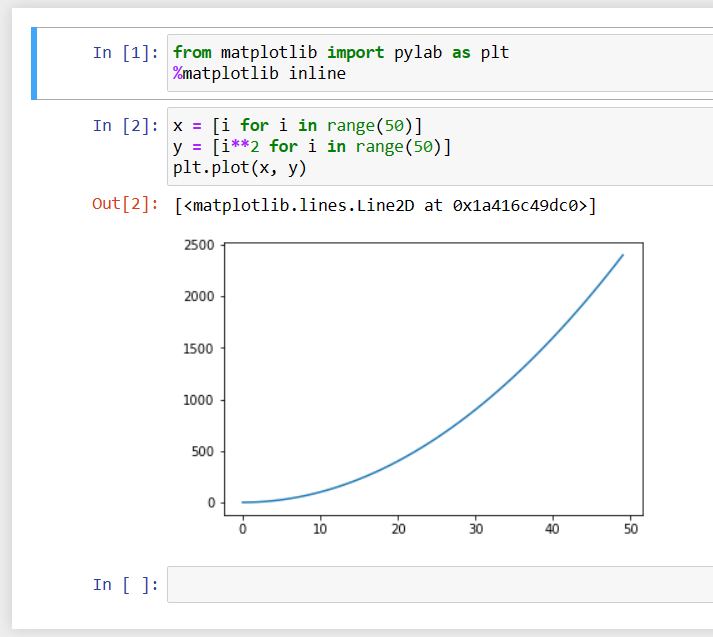 In [1]: from matplotlib import pylab as plt
%matplotlib inline
In [2]: x = [i for i in range(50)]
y = [i**2 for i in range(50)]
plt.plot(x, y)
Out[2]: [<matplotlib.lines.Line2D at 0x1a416c49dc0>]
2500
2000
1500
1000
500
0
0 10 20 30 40 50
In [ ]: